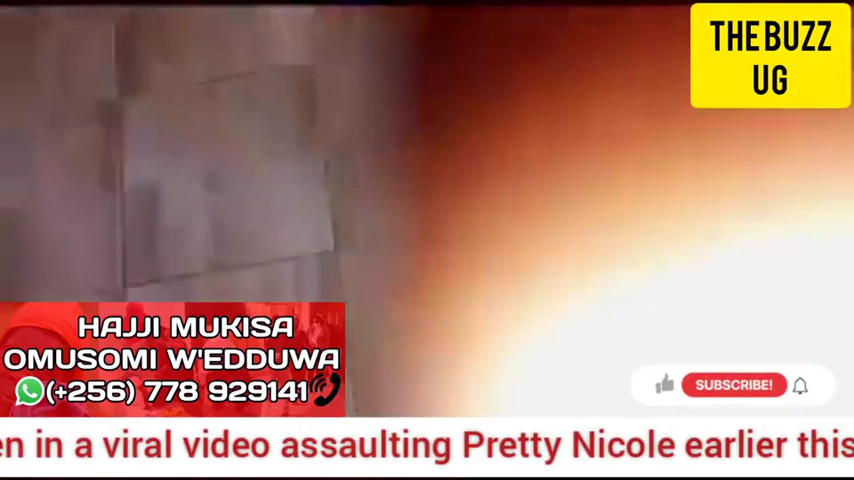 THE BUZZ
UG
HAJJI MUKISA
OMUSOMI W'EDDUWA
(+256) 778 929141
SUBSCRIBE!
en in a viral video assaulting Pretty Nicole earlier this